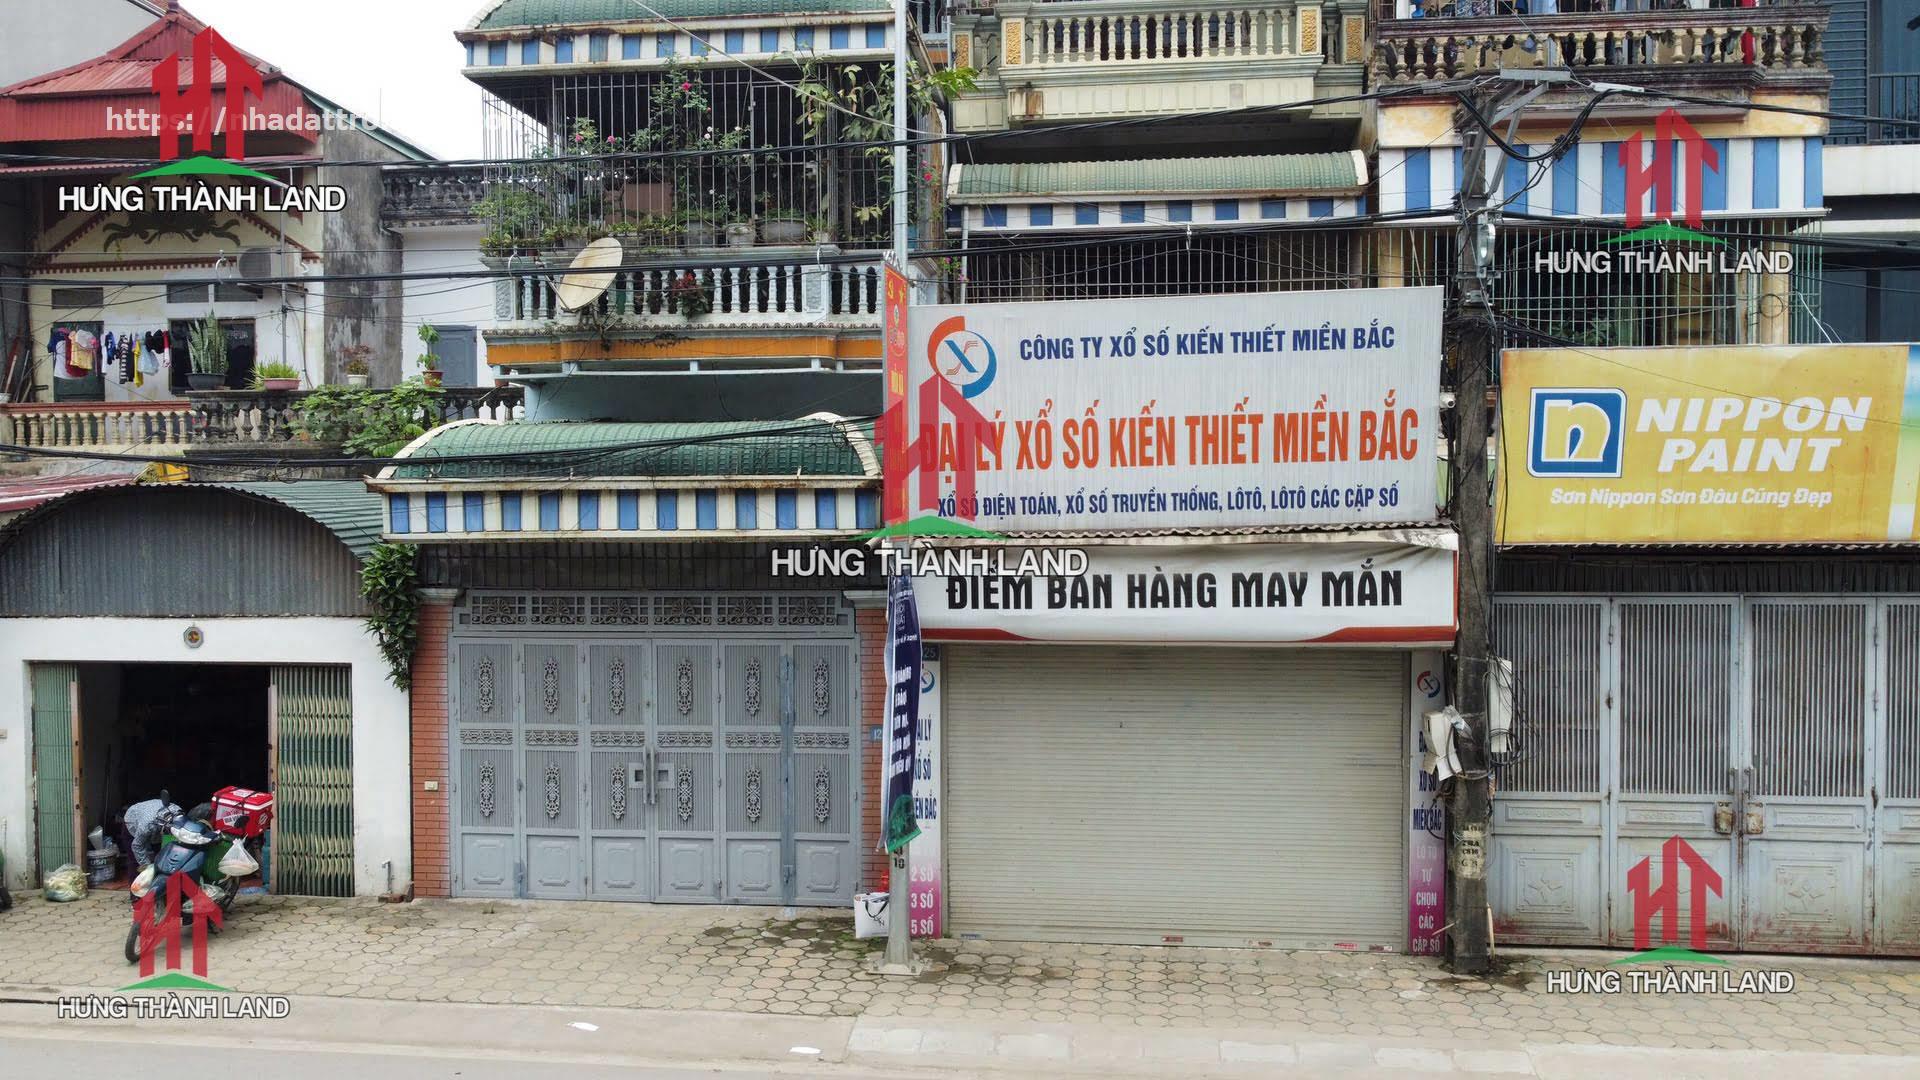 https://nhadattro
HƯNG THÀNH LAND
HƯNG THÀNH LAND
CÔNG TY XỔ SỐ KIẾN THIẾT MIỀN BẮC
ĐẠI LÝ XỔ SỐ KIẾN THIẾT MIỀN BẮC
XỔ SỐ ĐIỆN TOÁN, XỔ SỐ TRUYỀN THỐNG, LÔTÔ, LÔTÔ CÁC CẶP SỐ
NIPPON
PAINT
Sơn Nippon Sơn Đâu Cũng Đẹp
HƯNG THÀNH LAND
ĐIỂM BÁN HÀNG MAY MẮN
25
ĐẠI LÝ
XỔ SỐ
MIỀN BẮC
2 SỐ
3 SỐ
5 SỐ
XỔ SỐ
MIỀN BẮC
LÔ TÔ
TỰ
CHỌN
CÁC
CẶP SỐ
HƯNG THÀNH LAND
HƯNG THÀNH LAND